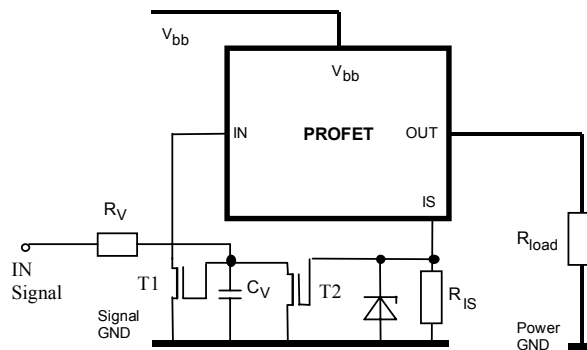 Vbb
Vbb
IN
PROFET
OUT
IS
RV
IN
Signal
T1
CV
T2
RIS
Rload
Signal
GND
Power
GND